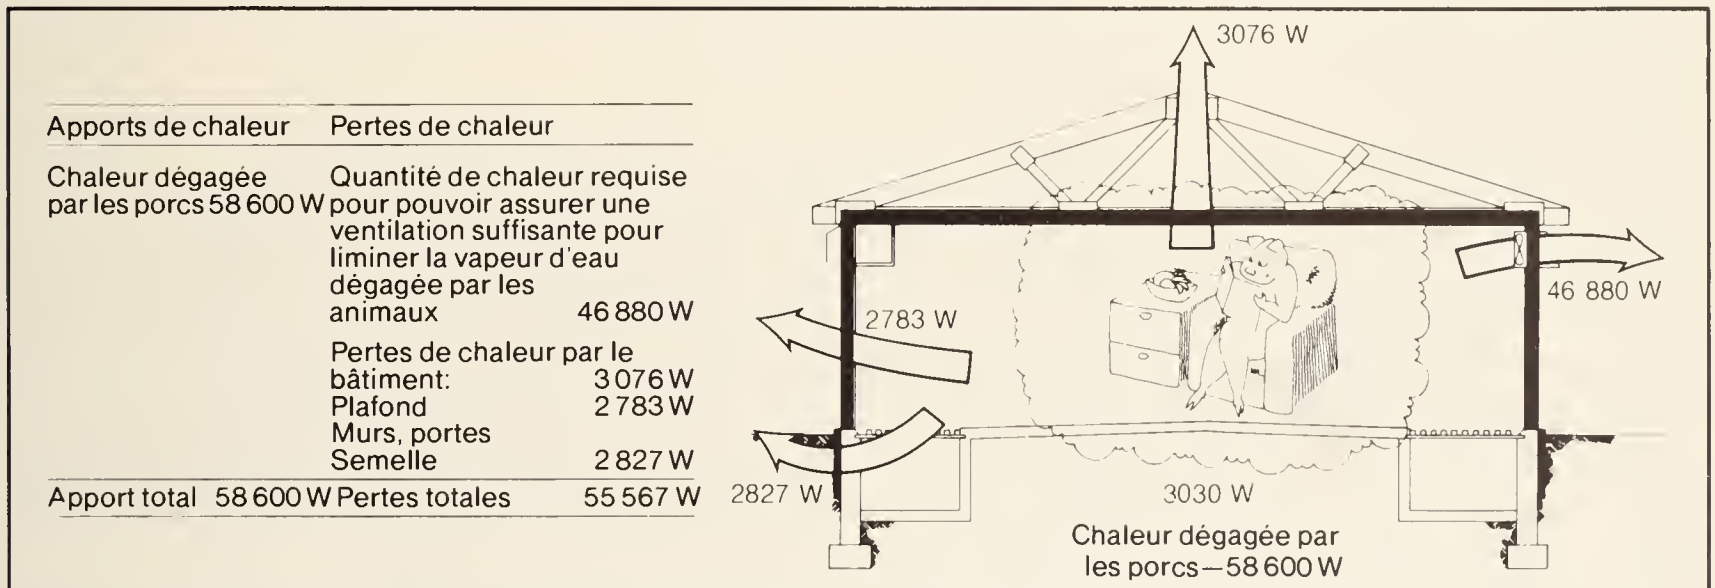 Apports de chaleur Pertes de chaleur
Chaleur dégagée Quantité de chaleur requise
par les porcs 58 600 W pour pouvoir assurer une
ventilation suffisante pour
liminer la vapeur d'eau
dégagée par les
animaux 46 880 W
Pertes de chaleur par le
bâtiment: 3 076 W
Plafond 2 783 W
Murs, portes
Semelle 2 827 W
Apport total 58 600 W Pertes totales 55 567 W
3076 W
46 880 W
2783 W
2827 W
3030 W
Chaleur dégagée par
les porcs—58 600 W